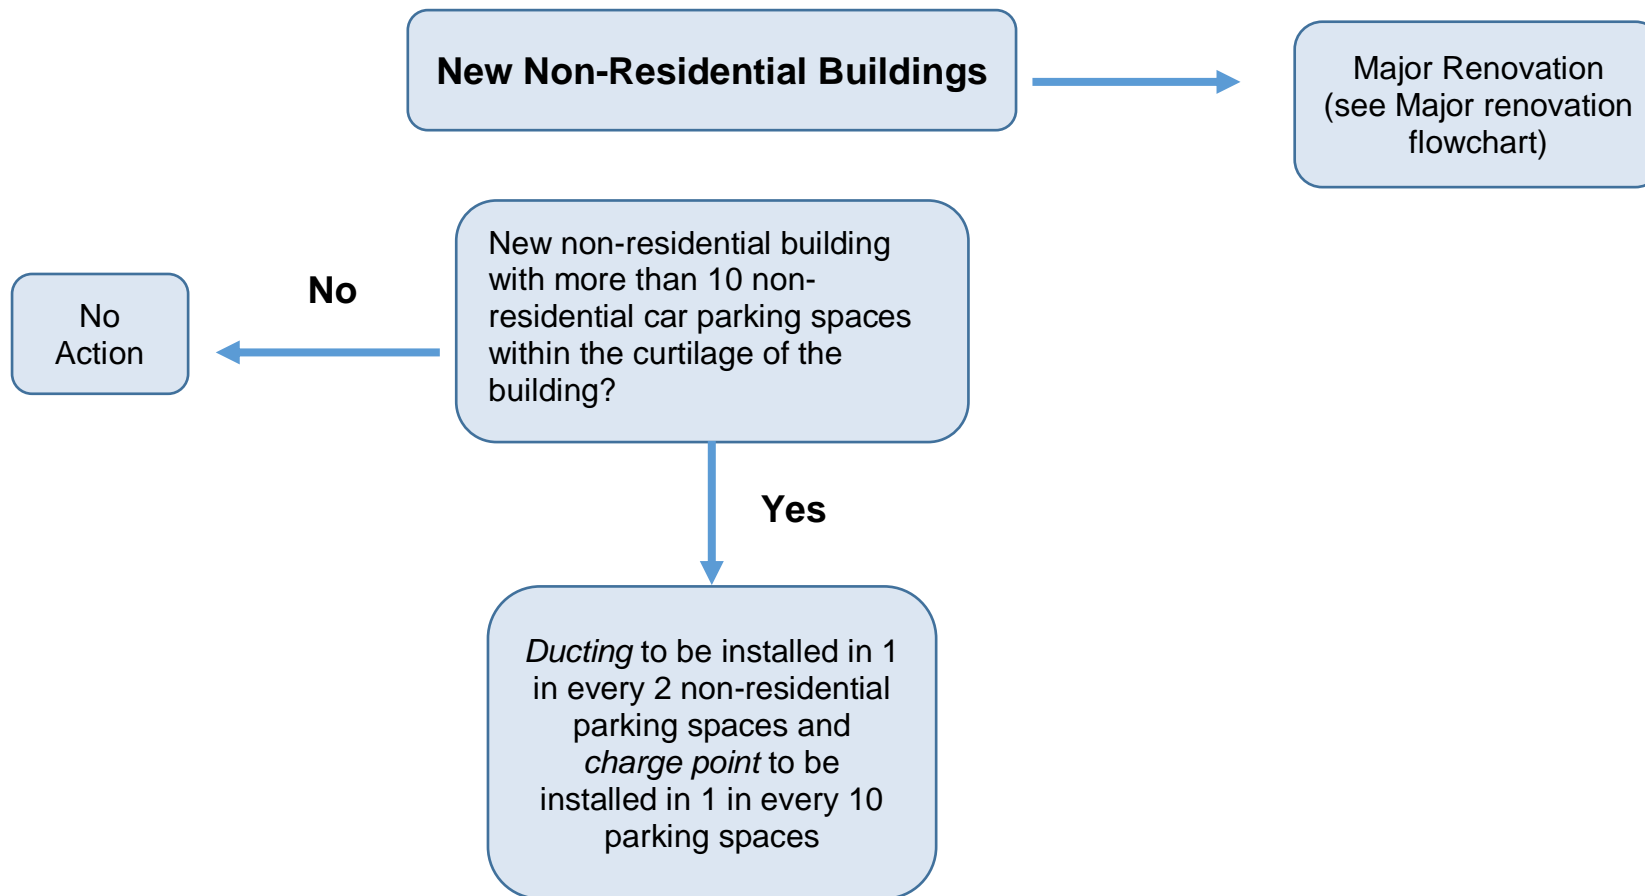 New Non-Residential Buildings
Major Renovation
(see Major renovation
flowchart)
New non-residential building
with more than 10 non-
residential car parking spaces
within the curtilage of the
building?
No
No
Action
Yes
Ducting to be installed in 1
in every 2 non-residential
parking spaces and
charge point to be
installed in 1 in every 10
parking spaces